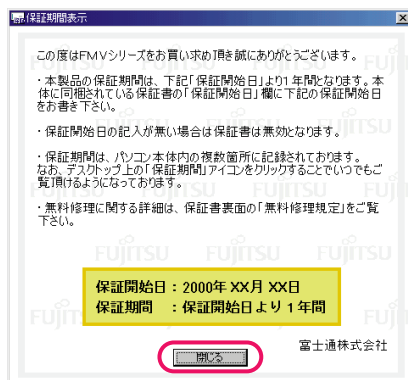 保証期間表示
この度はFMVシリーズをお買い求め頂き誠にありがとうございます。
・本製品の保証期間は、下記「保証開始日」より1年間となります。本
体に同梱されている保証書の「保証開始日」欄に下記の保証開始日
をお書き下さい。
・保証開始日の記入が無い場合は保証書は無効となります。
・保証期間は、パソコン本体内の複数箇所に記録されております。
なお、デスクトップ上の「保証期間」アイコンをクリックすることでいつでもご
覧頂けるようになっております。
・無料修理に関する詳細は、保証書裏面の「無料修理規定」をご覧
下さい。
FUJITSU FUJITSU FUJI
保証開始日：2000年 XX月 XX日
保証期間　：保証開始日より 1 年間
富士通株式会社
閉じる